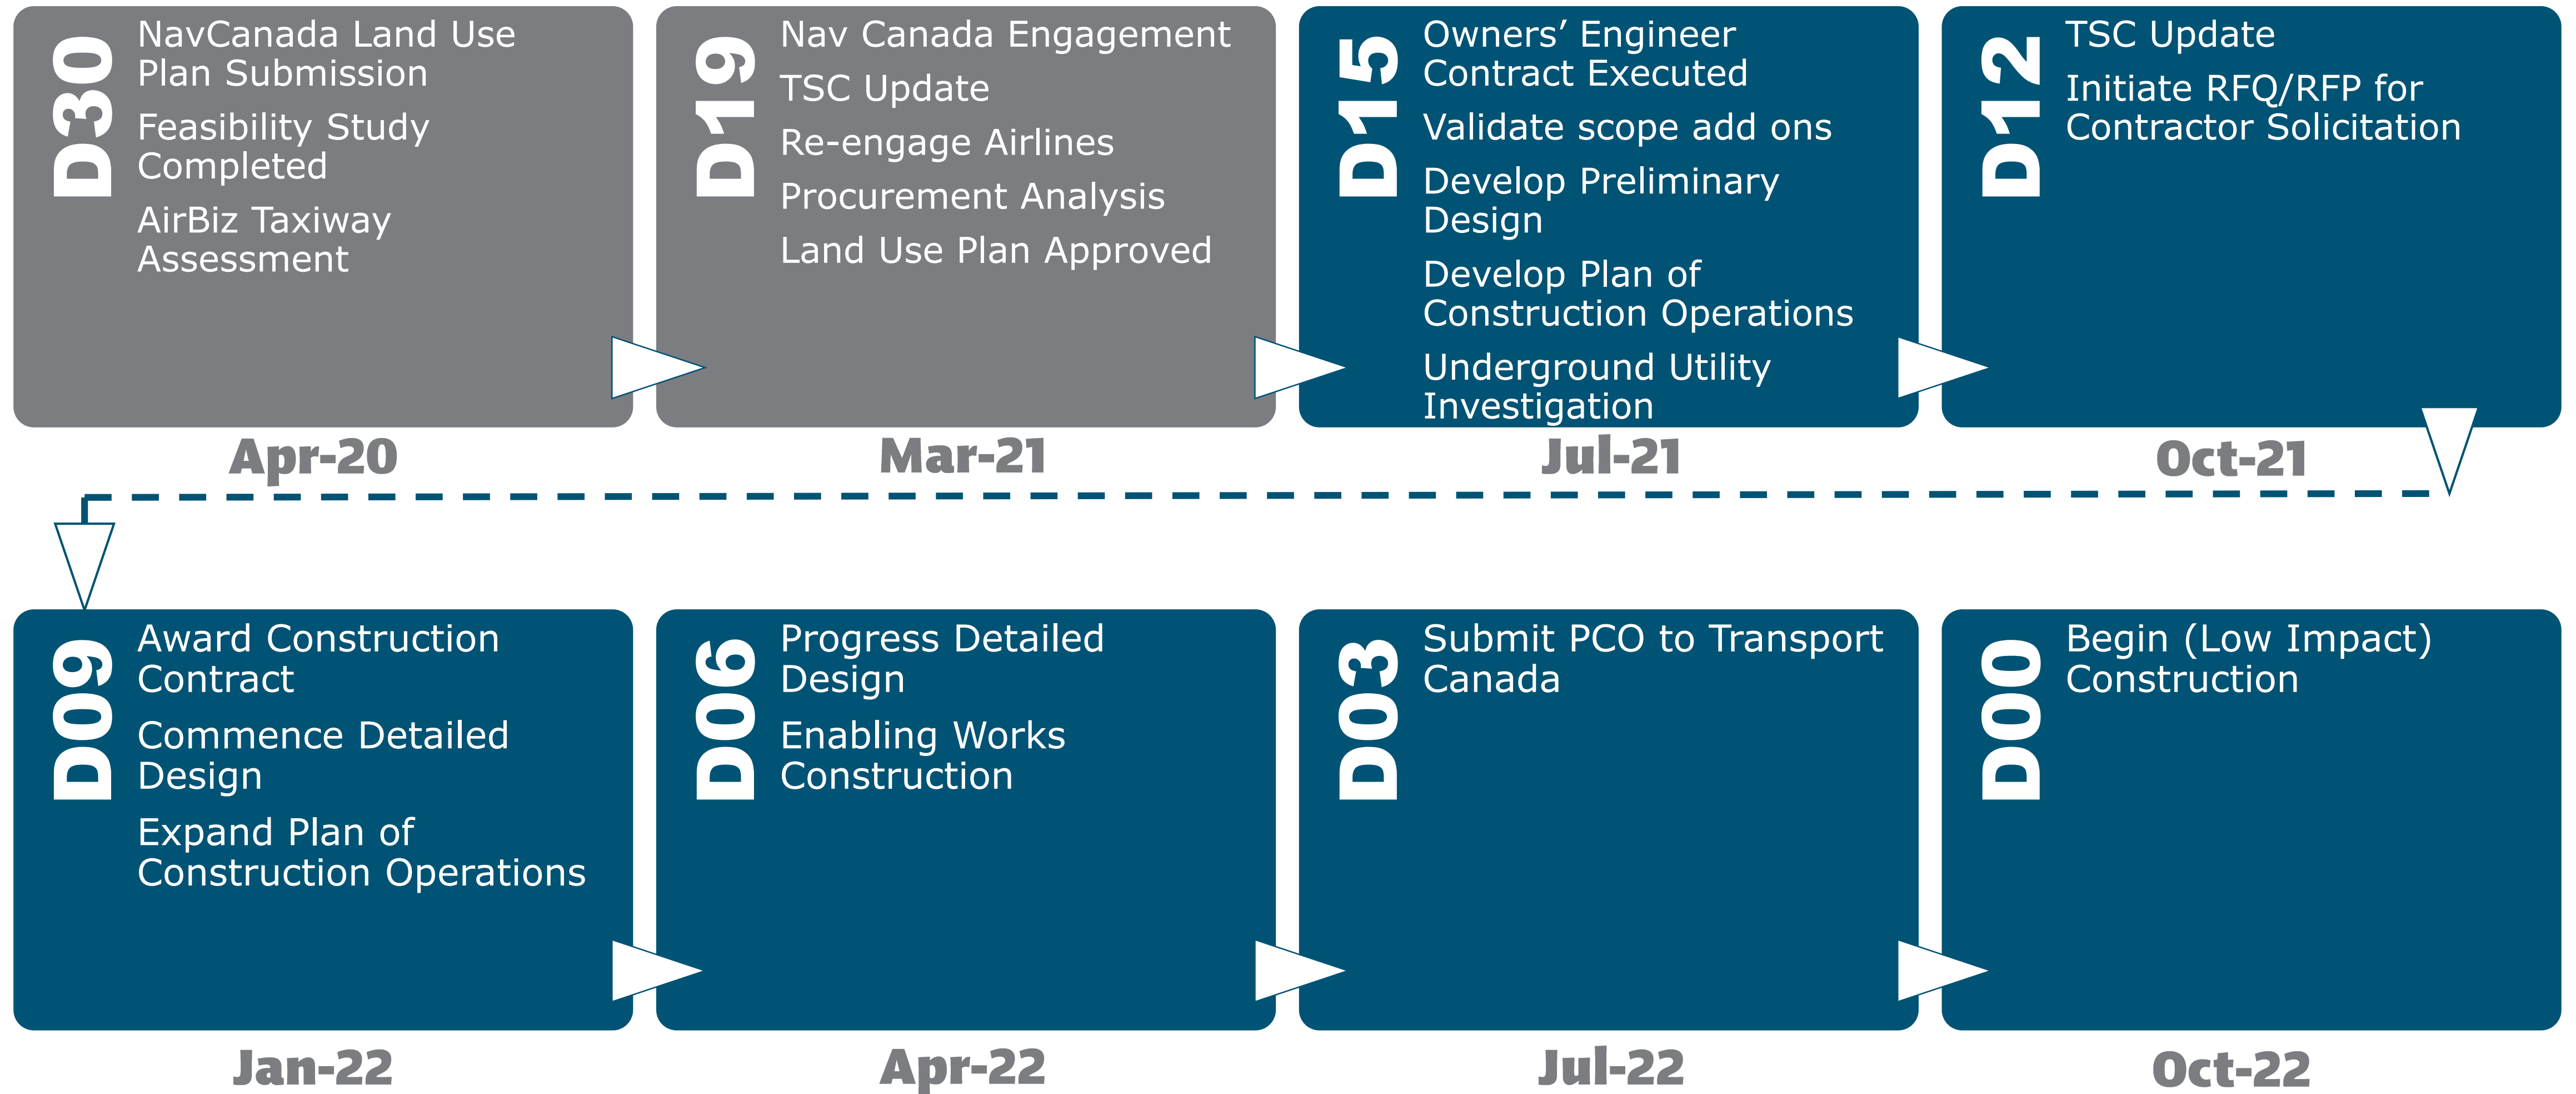 D30
NavCanada Land Use
Plan Submission
Feasibility Study
Completed
AirBiz Taxiway
Assessment
Apr-20
D19
Nav Canada Engagement
TSC Update
Re-engage Airlines
Procurement Analysis
Land Use Plan Approved
Mar-21
D15
Owners’ Engineer
Contract Executed
Validate scope add ons
Develop Preliminary
Design
Develop Plan of
Construction Operations
Underground Utility
Investigation
Jul-21
D12
TSC Update
Initiate RFQ/RFP for
Contractor Solicitation
Oct-21
D09
Award Construction
Contract
Commence Detailed
Design
Expand Plan of
Construction Operations
Jan-22
D06
Progress Detailed
Design
Enabling Works
Construction
Apr-22
D03
Submit PCO to Transport
Canada
Jul-22
D00
Begin (Low Impact)
Construction
Oct-22